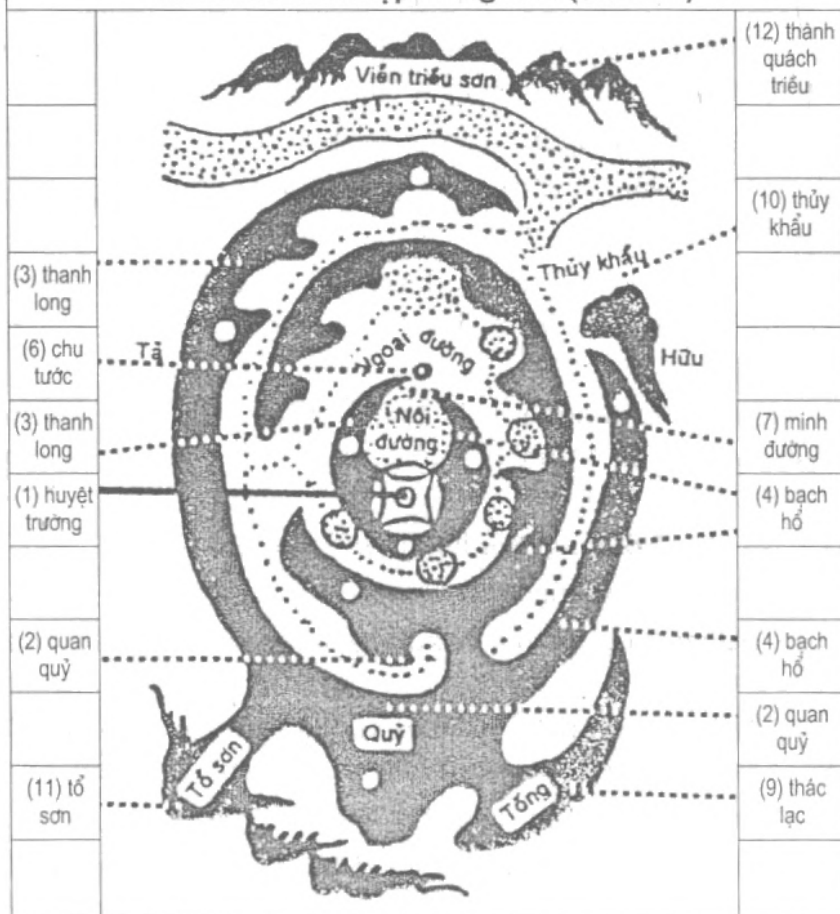 (12) thành
quách
triều
Viễn triều sơn
(10) thủy
khẩu
Thủy khẩu
(3) thanh
long
(6) chu
tước
Tả
Ngoại đường
Hữu
(3) thanh
long
Nội
đường
(7) minh
đường
(1) huyệt
trường
(4) bạch
hổ
(2) quan
quỷ
(4) bạch
hổ
Quỷ
(2) quan
quỷ
Tổ sơn
Tống
(11) tổ
sơn
(9) thác
lạc